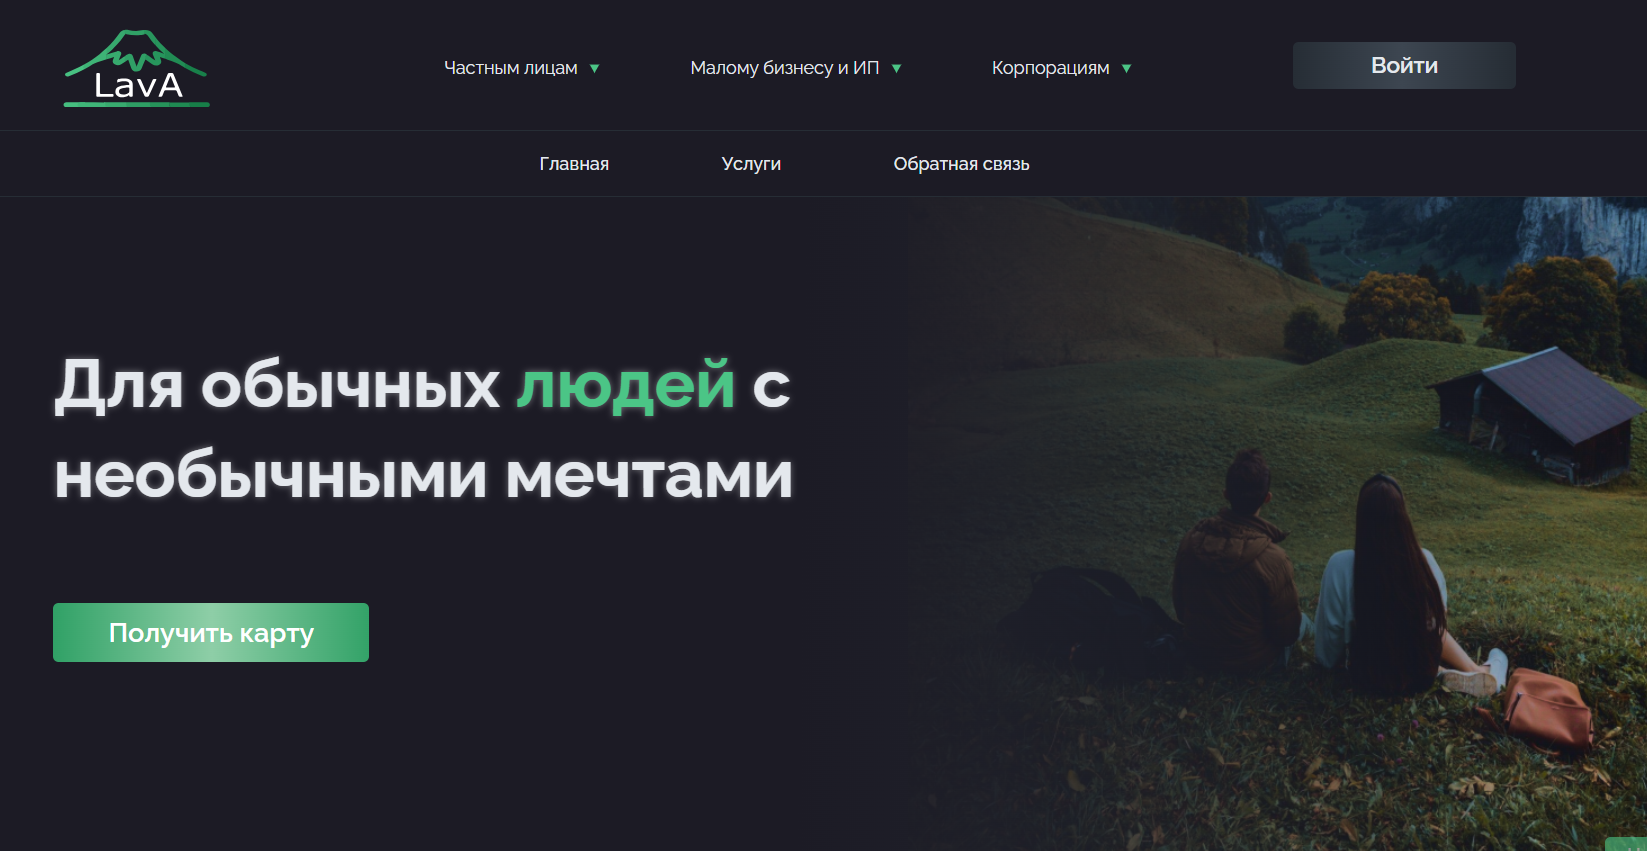 LavA
Частным лицам
Малому бизнесу и ИП
Корпорациям
Войти
Главная
Услуги
Обратная связь
Для обычных людей с
необычными мечтами
Получить карту